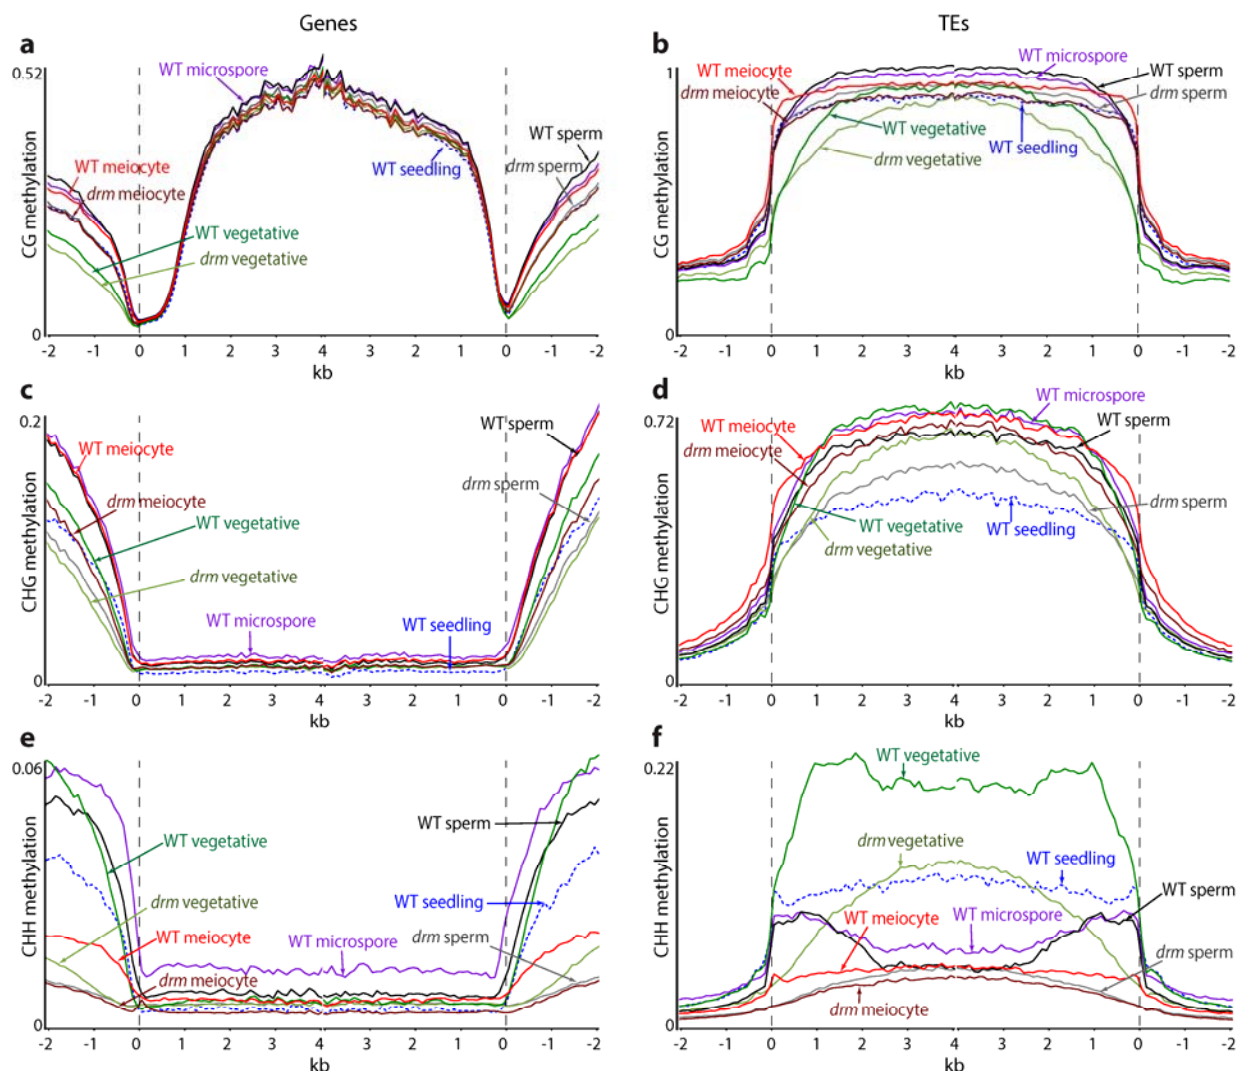 Genes
TEs
a
0.52
CG methylation
0
WT microspore
WT meiocyte
drm meiocyte
WT vegetative
drm vegetative
WT seedling
WT sperm
drm sperm
-2 -1 0 1 2 3 4 3 2 1 0 -1 -2
kb
b
1
CG methylation
0
WT meiocyte
drm meiocyte
WT microspore
WT sperm
drm sperm
WT vegetative
drm vegetative
WT seedling
-2 -1 0 1 2 3 4 3 2 1 0 -1 -2
kb
c
0.2
CHG methylation
0
WT meiocyte
drm meiocyte
WT vegetative
drm vegetative
WT microspore
WT seedling
WT sperm
drm sperm
-2 -1 0 1 2 3 4 3 2 1 0 -1 -2
kb
d
0.72
CHG methylation
0
WT meiocyte
drm meiocyte
WT microspore
WT sperm
drm sperm
WT vegetative
WT seedling
drm vegetative
-2 -1 0 1 2 3 4 3 2 1 0 -1 -2
kb
e
0.06
CHH methylation
0
WT vegetative
drm vegetative
WT meiocyte
drm meiocyte
WT microspore
WT sperm
WT seedling
drm sperm
-2 -1 0 1 2 3 4 3 2 1 0 -1 -2
kb
f
0.22
CHH methylation
0
WT vegetative
drm vegetative
WT seedling
WT sperm
WT meiocyte
WT microspore
drm sperm
drm meiocyte
-2 -1 0 1 2 3 4 3 2 1 0 -1 -2
kb